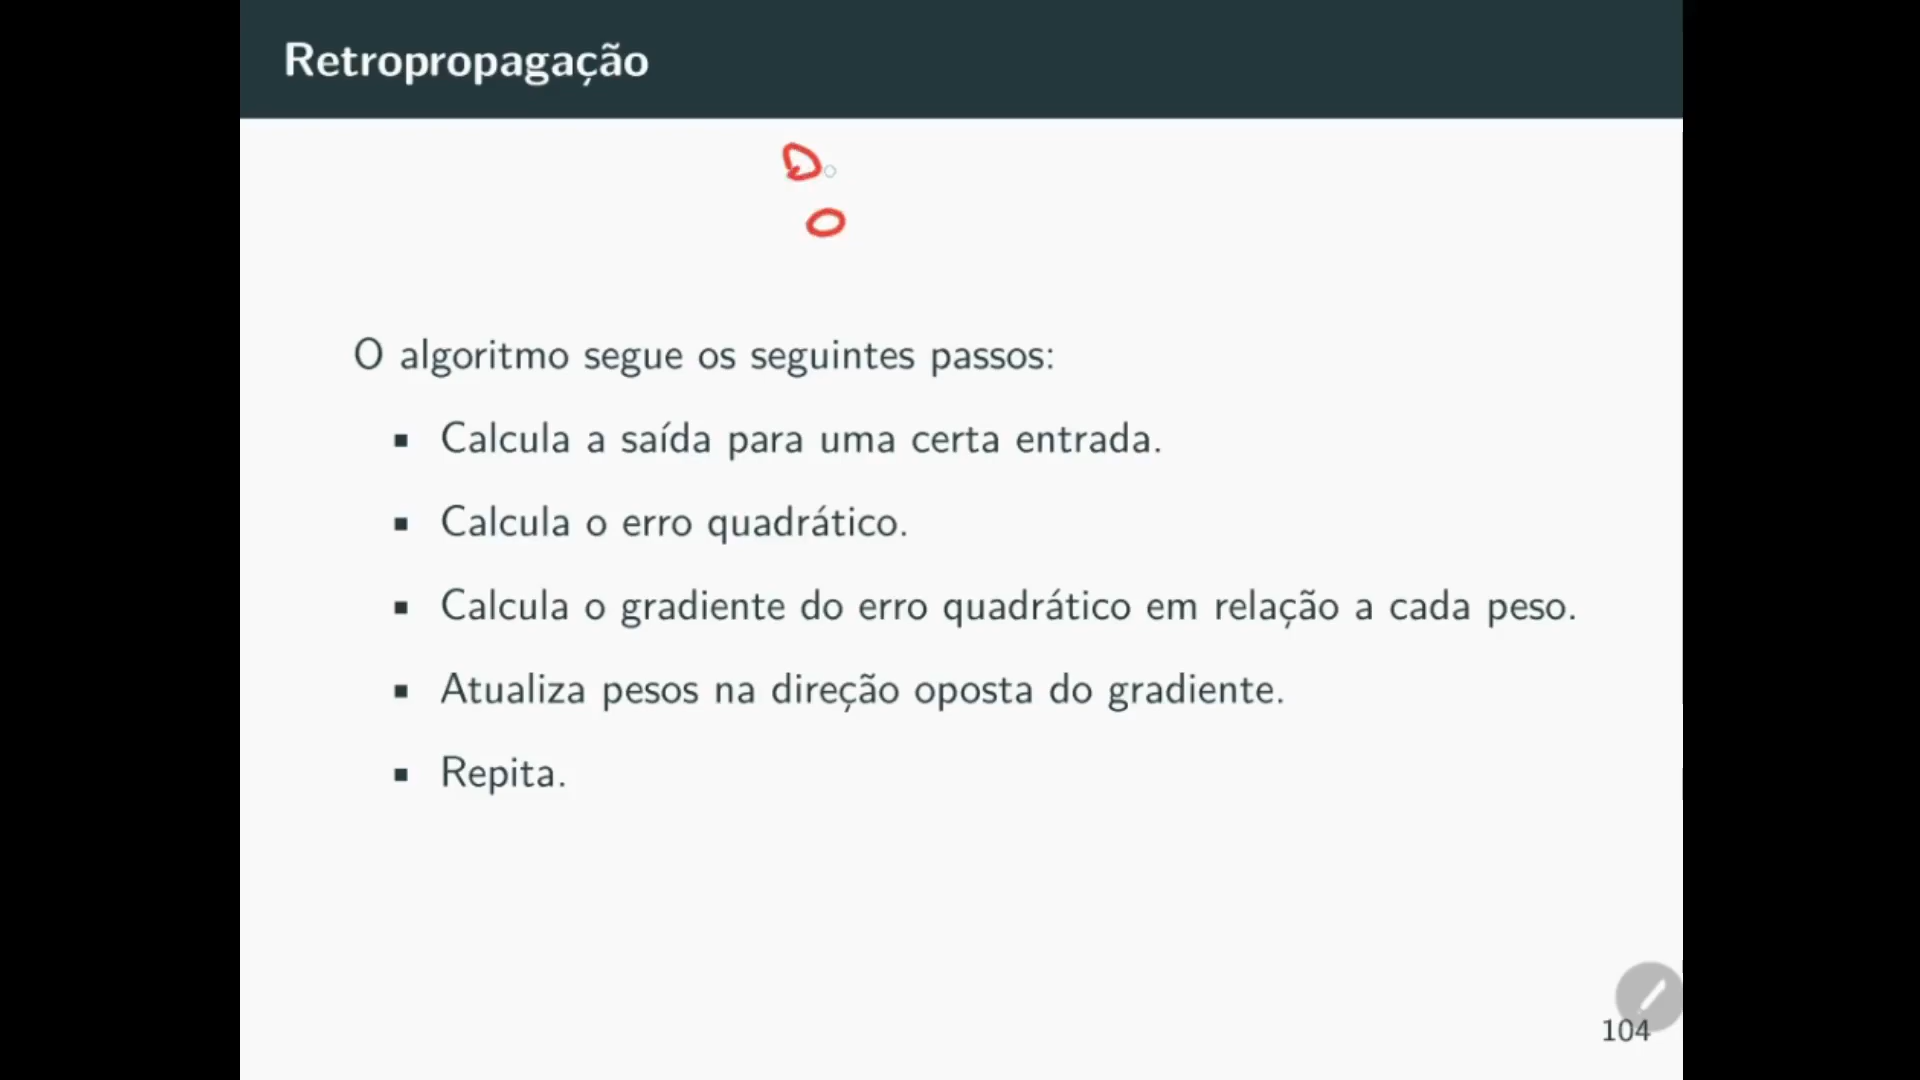 Retropropagação
O algoritmo segue os seguintes passos:
▪ Calcula a saída para uma certa entrada.
▪ Calcula o erro quadrático.
▪ Calcula o gradiente do erro quadrático em relação a cada peso.
▪ Atualiza pesos na direção oposta do gradiente.
▪ Repita.
104